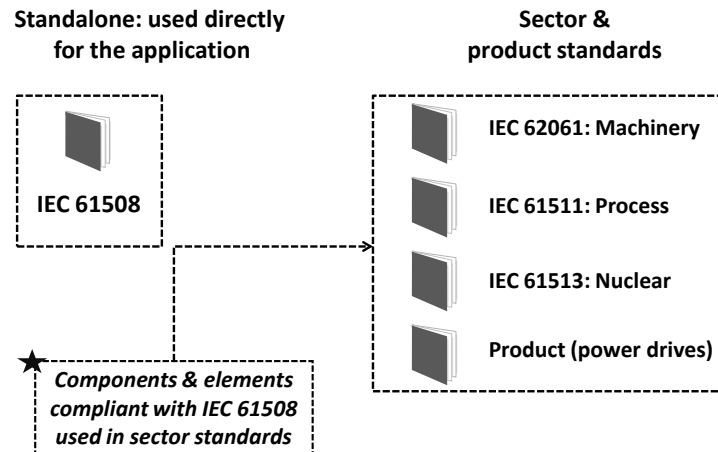 Standalone: used directly
for the application
IEC 61508
Sector &
product standards
IEC 62061: Machinery
IEC 61511: Process
IEC 61513: Nuclear
Product (power drives)
Components & elements
compliant with IEC 61508
used in sector standards